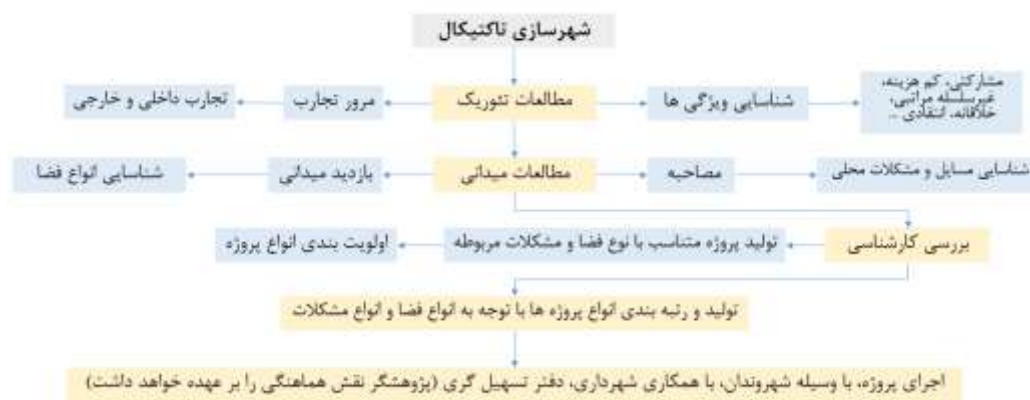 شهرسازی تاکتیکال
مشارکتی، کم هزینه،
غیرسلسله مراتبی،
خلاقانه، انتقادی ..
شناسایی ویژگی ها
مطالعات تئوریک
مرور تجارب
تجارب داخلی و خارجی
شناسایی مسایل و مشکلات محلی
مصاحبه
مطالعات میدانی
بازدید میدانی
شناسایی انواع فضا
بررسی کارشناسی
تولید پروژه متناسب با نوع فضا و مشکلات مربوطه
اولویت بندی انواع پروژه
تولید و رتبه بندی انواع پروژه ها با توجه به انواع فضا و انواع مشکلات
اجرای پروژه، با وسیله شهروندان، با همکاری شهرداری، دفتر تسهیل گری (پژوهشگر نقش هماهنگی را بر عهده خواهد داشت)